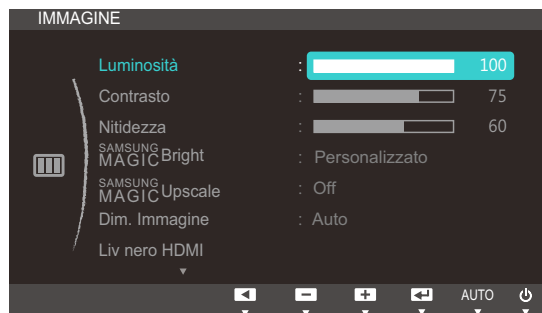 IMMAGINE
Luminosità : 100
Contrasto : 75
Nitidezza : 60
SAMSUNG MAGIC Bright : Personalizzato
SAMSUNG MAGIC Upscale : Off
Dim. Immagine : Auto
Liv nero HDMI
AUTO